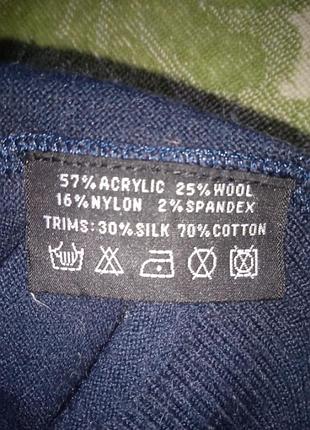 57%ACRYLIC 25%WOOL
16%NYLON 2%SPANDEX
TRIMS:30%SILK 70%COTTON